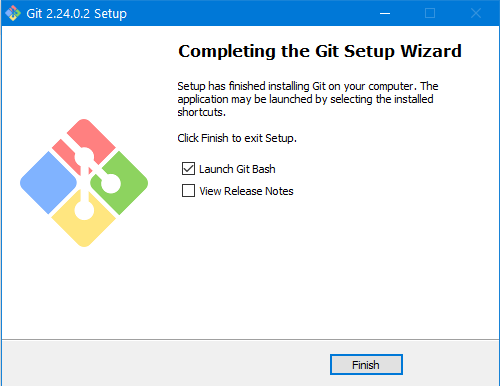 Git 2.24.0.2 Setup
Completing the Git Setup Wizard
Setup has finished installing Git on your computer. The
application may be launched by selecting the installed
shortcuts.
Click Finish to exit Setup.
Launch Git Bash
View Release Notes
Finish